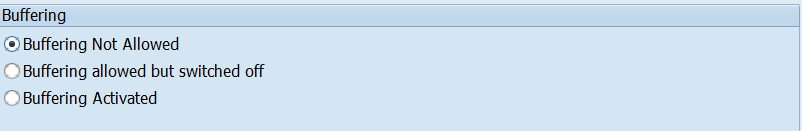 Buffering
Buffering Not Allowed
Buffering allowed but switched off
Buffering Activated